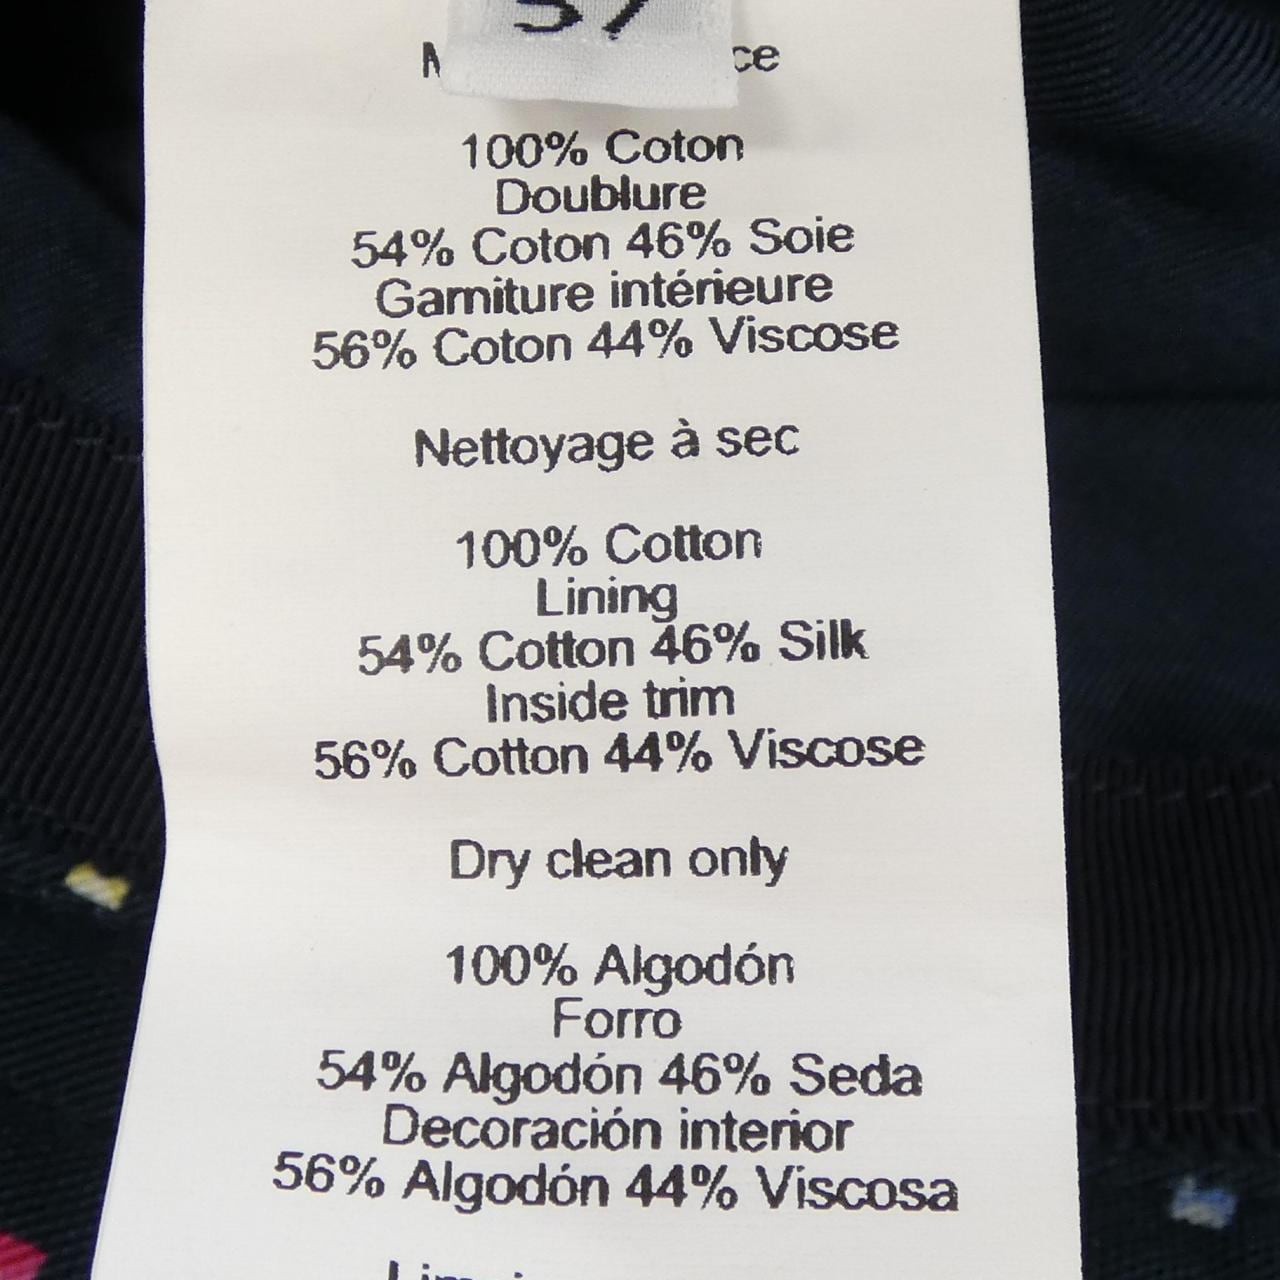 57
100% Coton
Doublure
54% Coton 46% Soie
Garniture intérieure
56% Coton 44% Viscose
Nettoyage à sec
100% Cotton
Lining
54% Cotton 46% Silk
Inside trim
56% Cotton 44% Viscose
Dry clean only
100% Algodón
Forro
54% Algodón 46% Seda
Decoración interior
56% Algodón 44% Viscosa